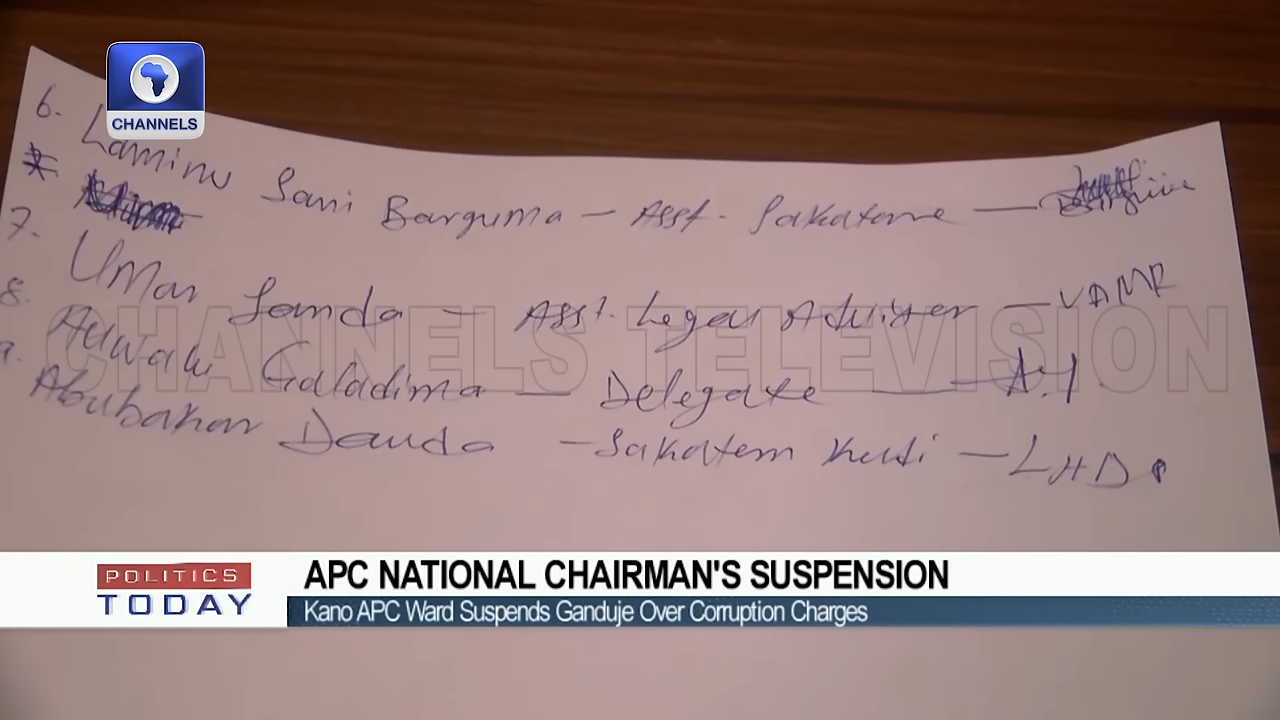 CHANNELS
6. Laminu Sani Barguma – Asst. Sakatare —
7. Umar Sanda – Asst. Legal Adviser –
8. Auwalu Galadima — Delegate — A.1
9. Abubakar Dauda – Sakatem Kudi – LHD
CHANNELS TELEVISION
POLITICS TODAY
APC NATIONAL CHAIRMAN'S SUSPENSION
Kano APC Ward Suspends Ganduje Over Corruption Charges